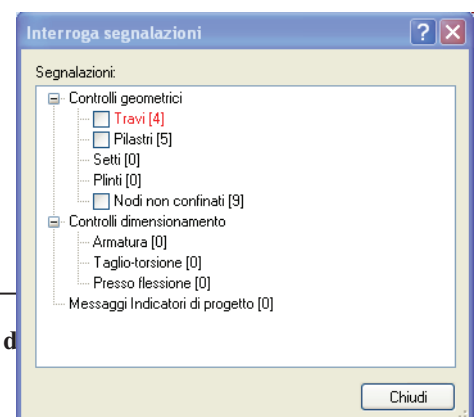 Interroga segnalazioni
Segnalazioni:
Controlli geometrici
Travi [4]
Pilastri [5]
Setti [0]
Plinti [0]
Nodi non confinati [9]
Controlli dimensionamento
Armatura [0]
Taglio-torsione [0]
Presso flessione [0]
Messaggi Indicatori di progetto [0]
d
Chiudi